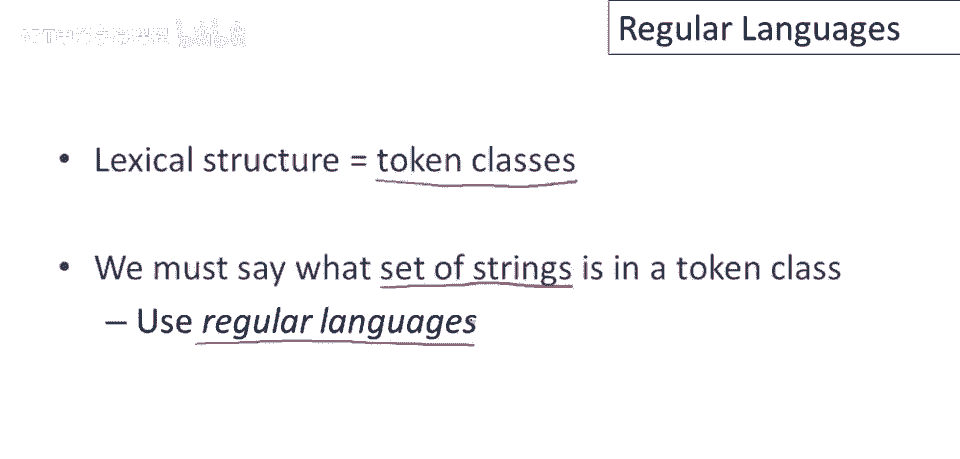 Regular Languages
• Lexical structure = token classes
• We must say what set of strings is in a token class
– Use regular languages